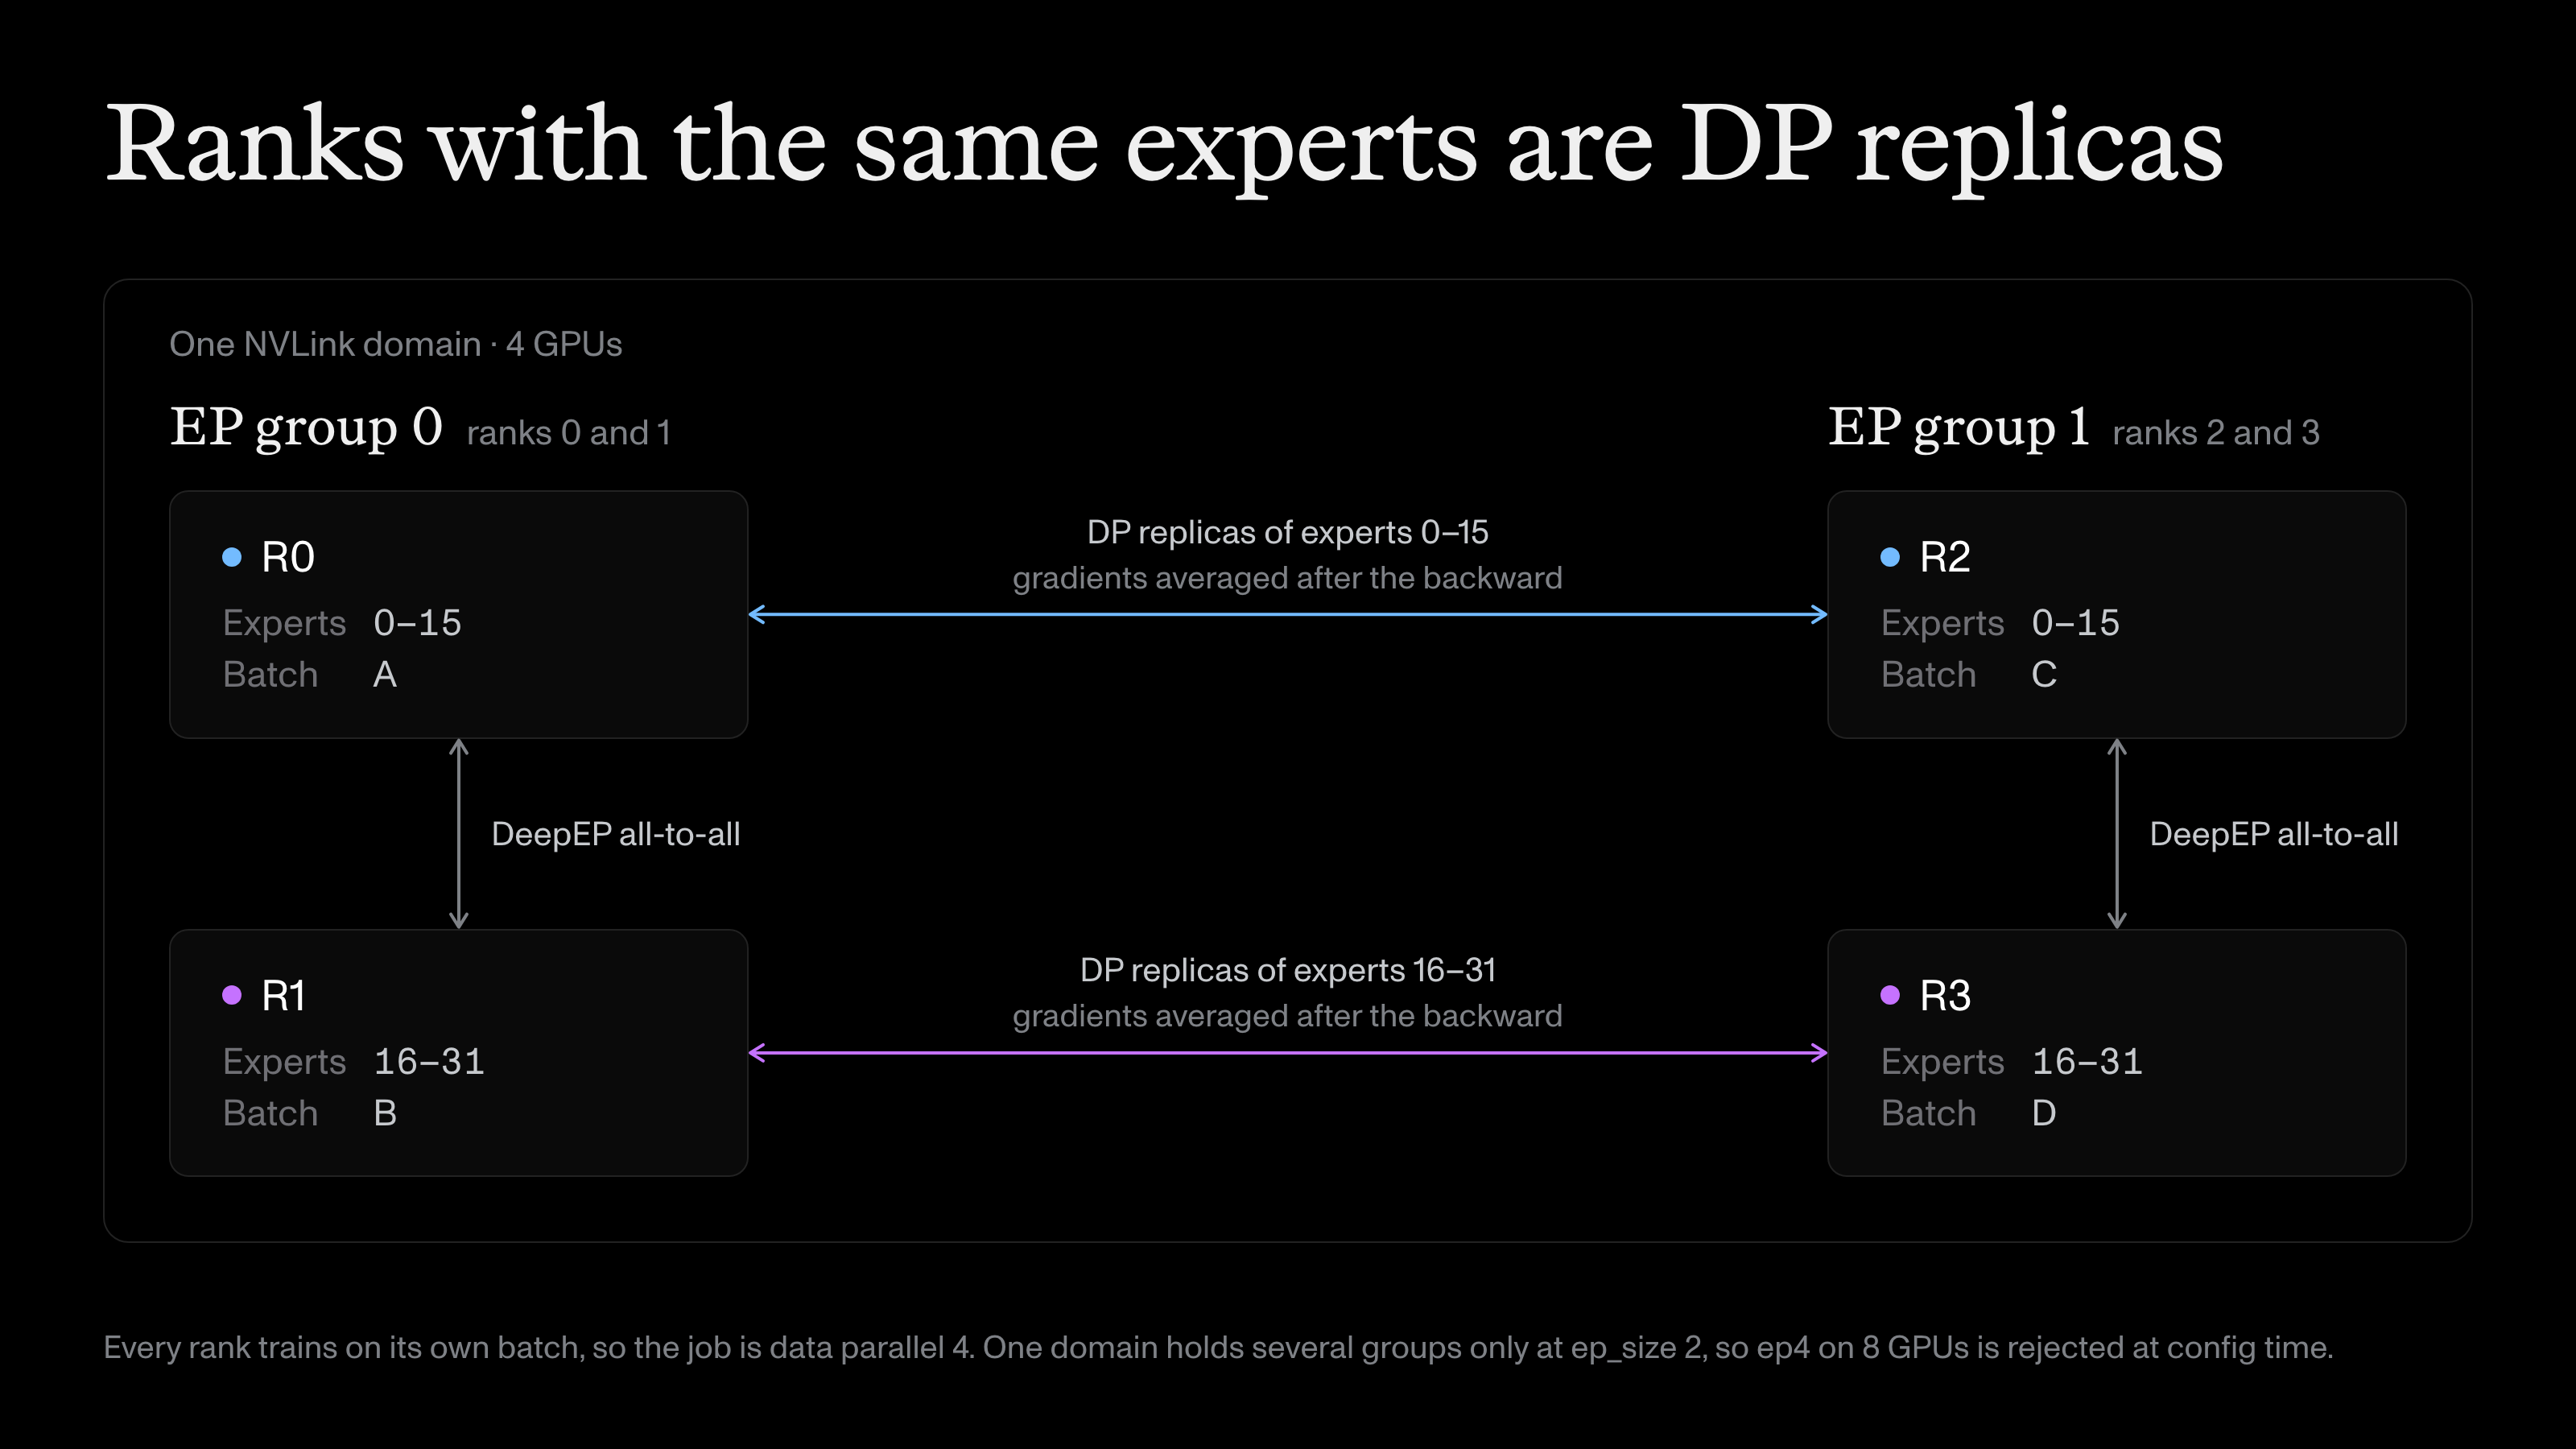 Ranks with the same experts are DP replicas
One NVLink domain · 4 GPUs
EP group 0 ranks 0 and 1
EP group 1 ranks 2 and 3
R0
Experts 0–15
Batch A
DP replicas of experts 0–15
gradients averaged after the backward
R2
Experts 0–15
Batch C
DeepEP all-to-all
DeepEP all-to-all
R1
Experts 16–31
Batch B
DP replicas of experts 16–31
gradients averaged after the backward
R3
Experts 16–31
Batch D
Every rank trains on its own batch, so the job is data parallel 4. One domain holds several groups only at ep_size 2, so ep4 on 8 GPUs is rejected at config time.